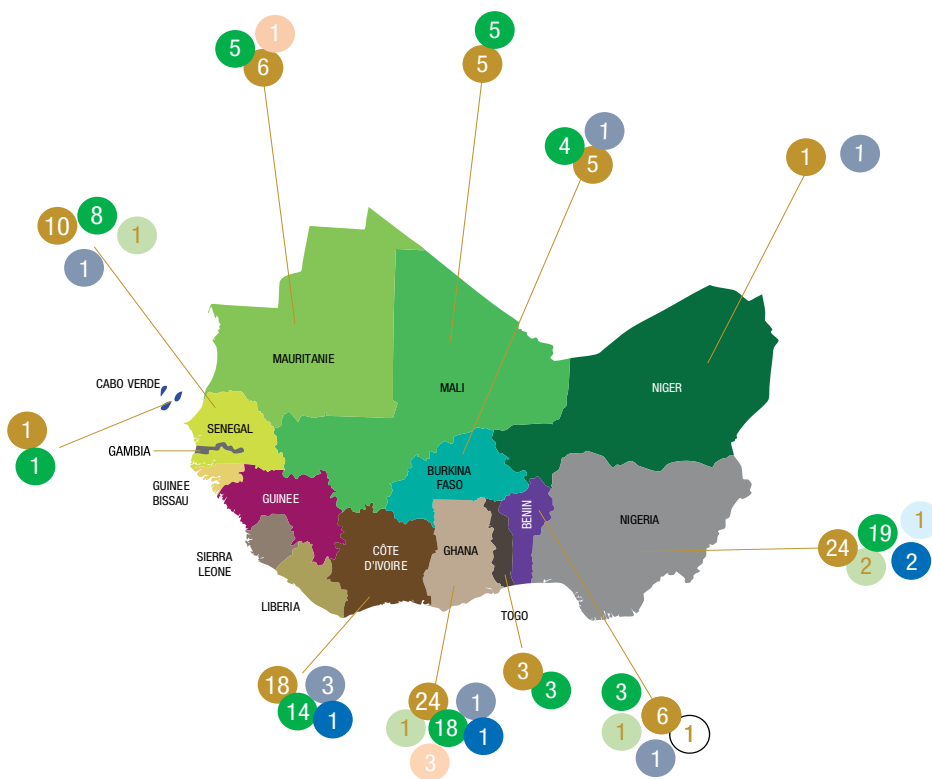 5
1
6
5
5
4
1
5
1
1
10
8
1
1
MAURITANIE
MALI
NIGER
CABO VERDE
SENEGAL
GAMBIA
1
1
GUINEE
BISSAU
GUINEE
BURKINA
FASO
BENIN
NIGERIA
SIERRA
LEONE
CÔTE
D'IVOIRE
GHANA
LIBERIA
TOGO
24
19
1
2
2
18
3
14
1
24
1
1
18
1
3
3
3
3
6
1
1
1